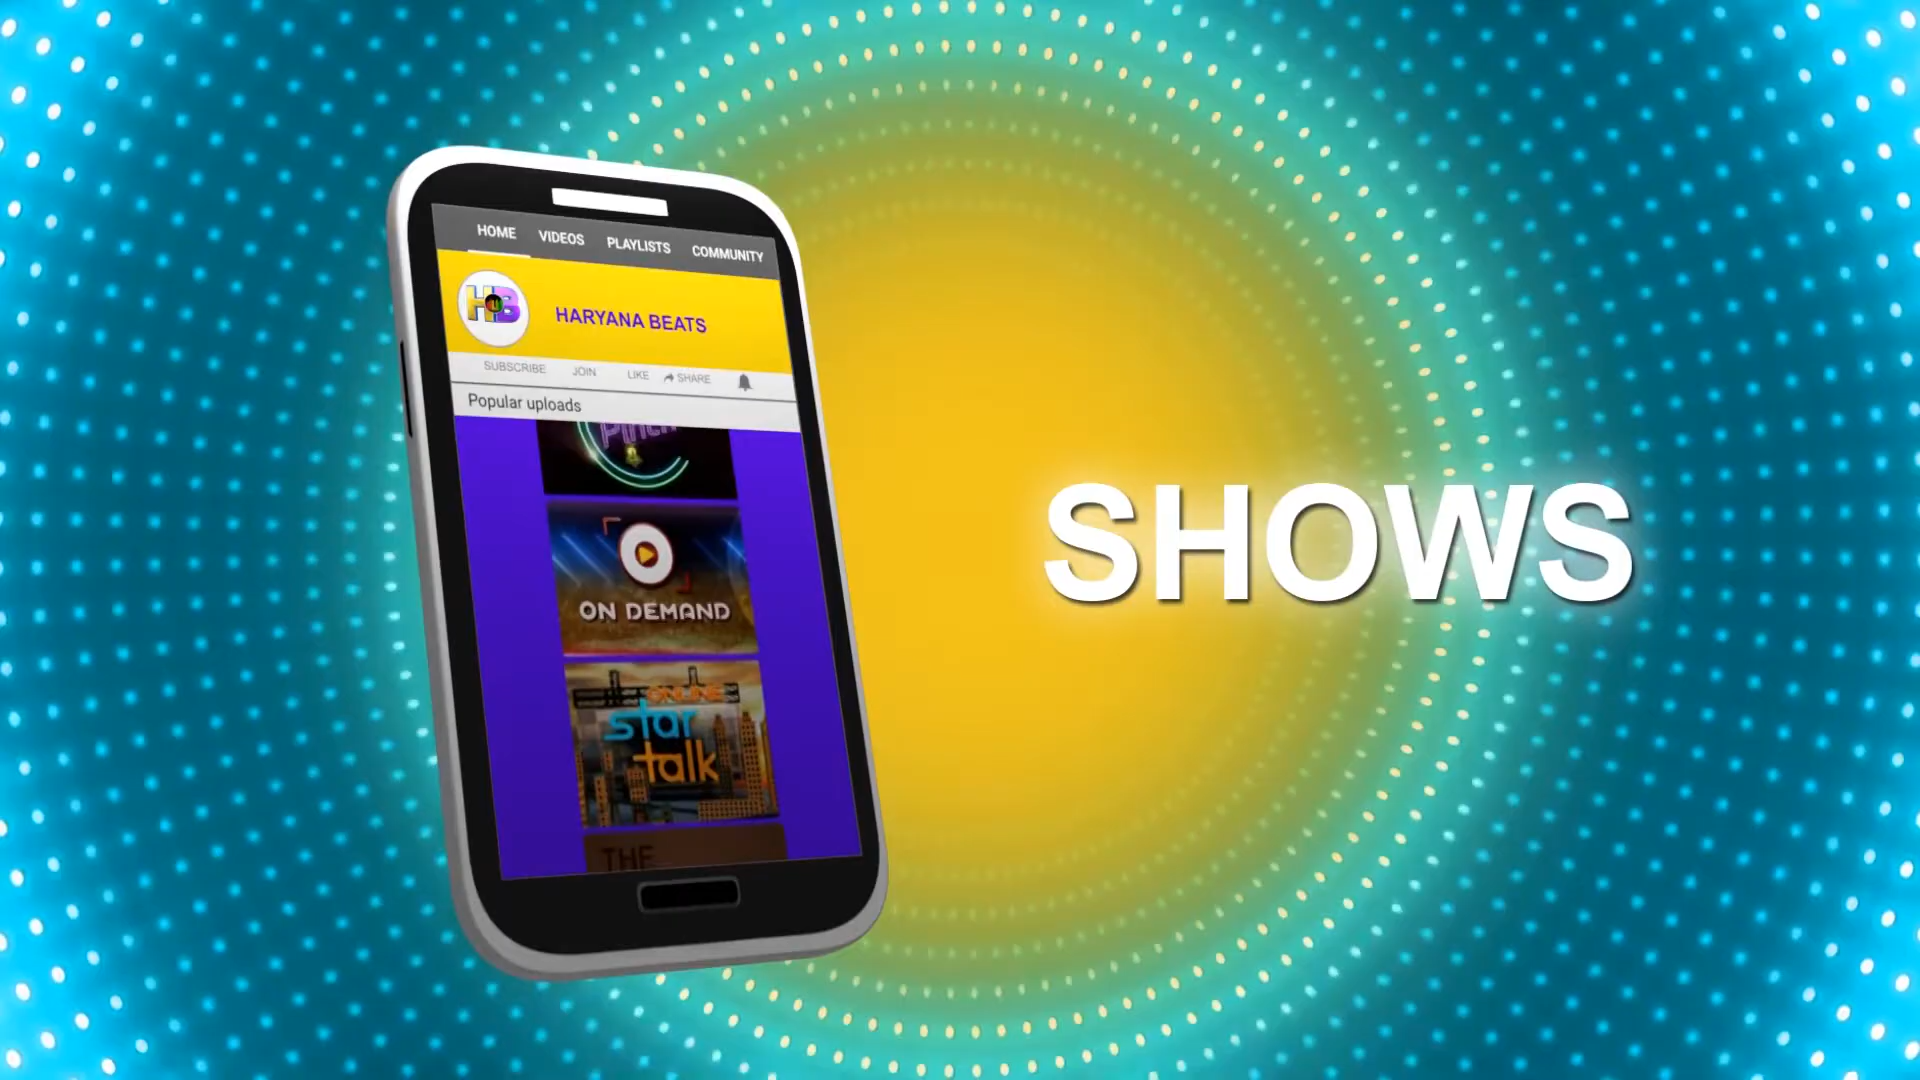 HOME VIDEOS PLAYLISTS COMMUNITY
HB
HARYANA BEATS
SUBSCRIBE JOIN LIKE SHARE
Popular uploads
ON DEMAND
ONLINE
star
talk
THE
SHOWS